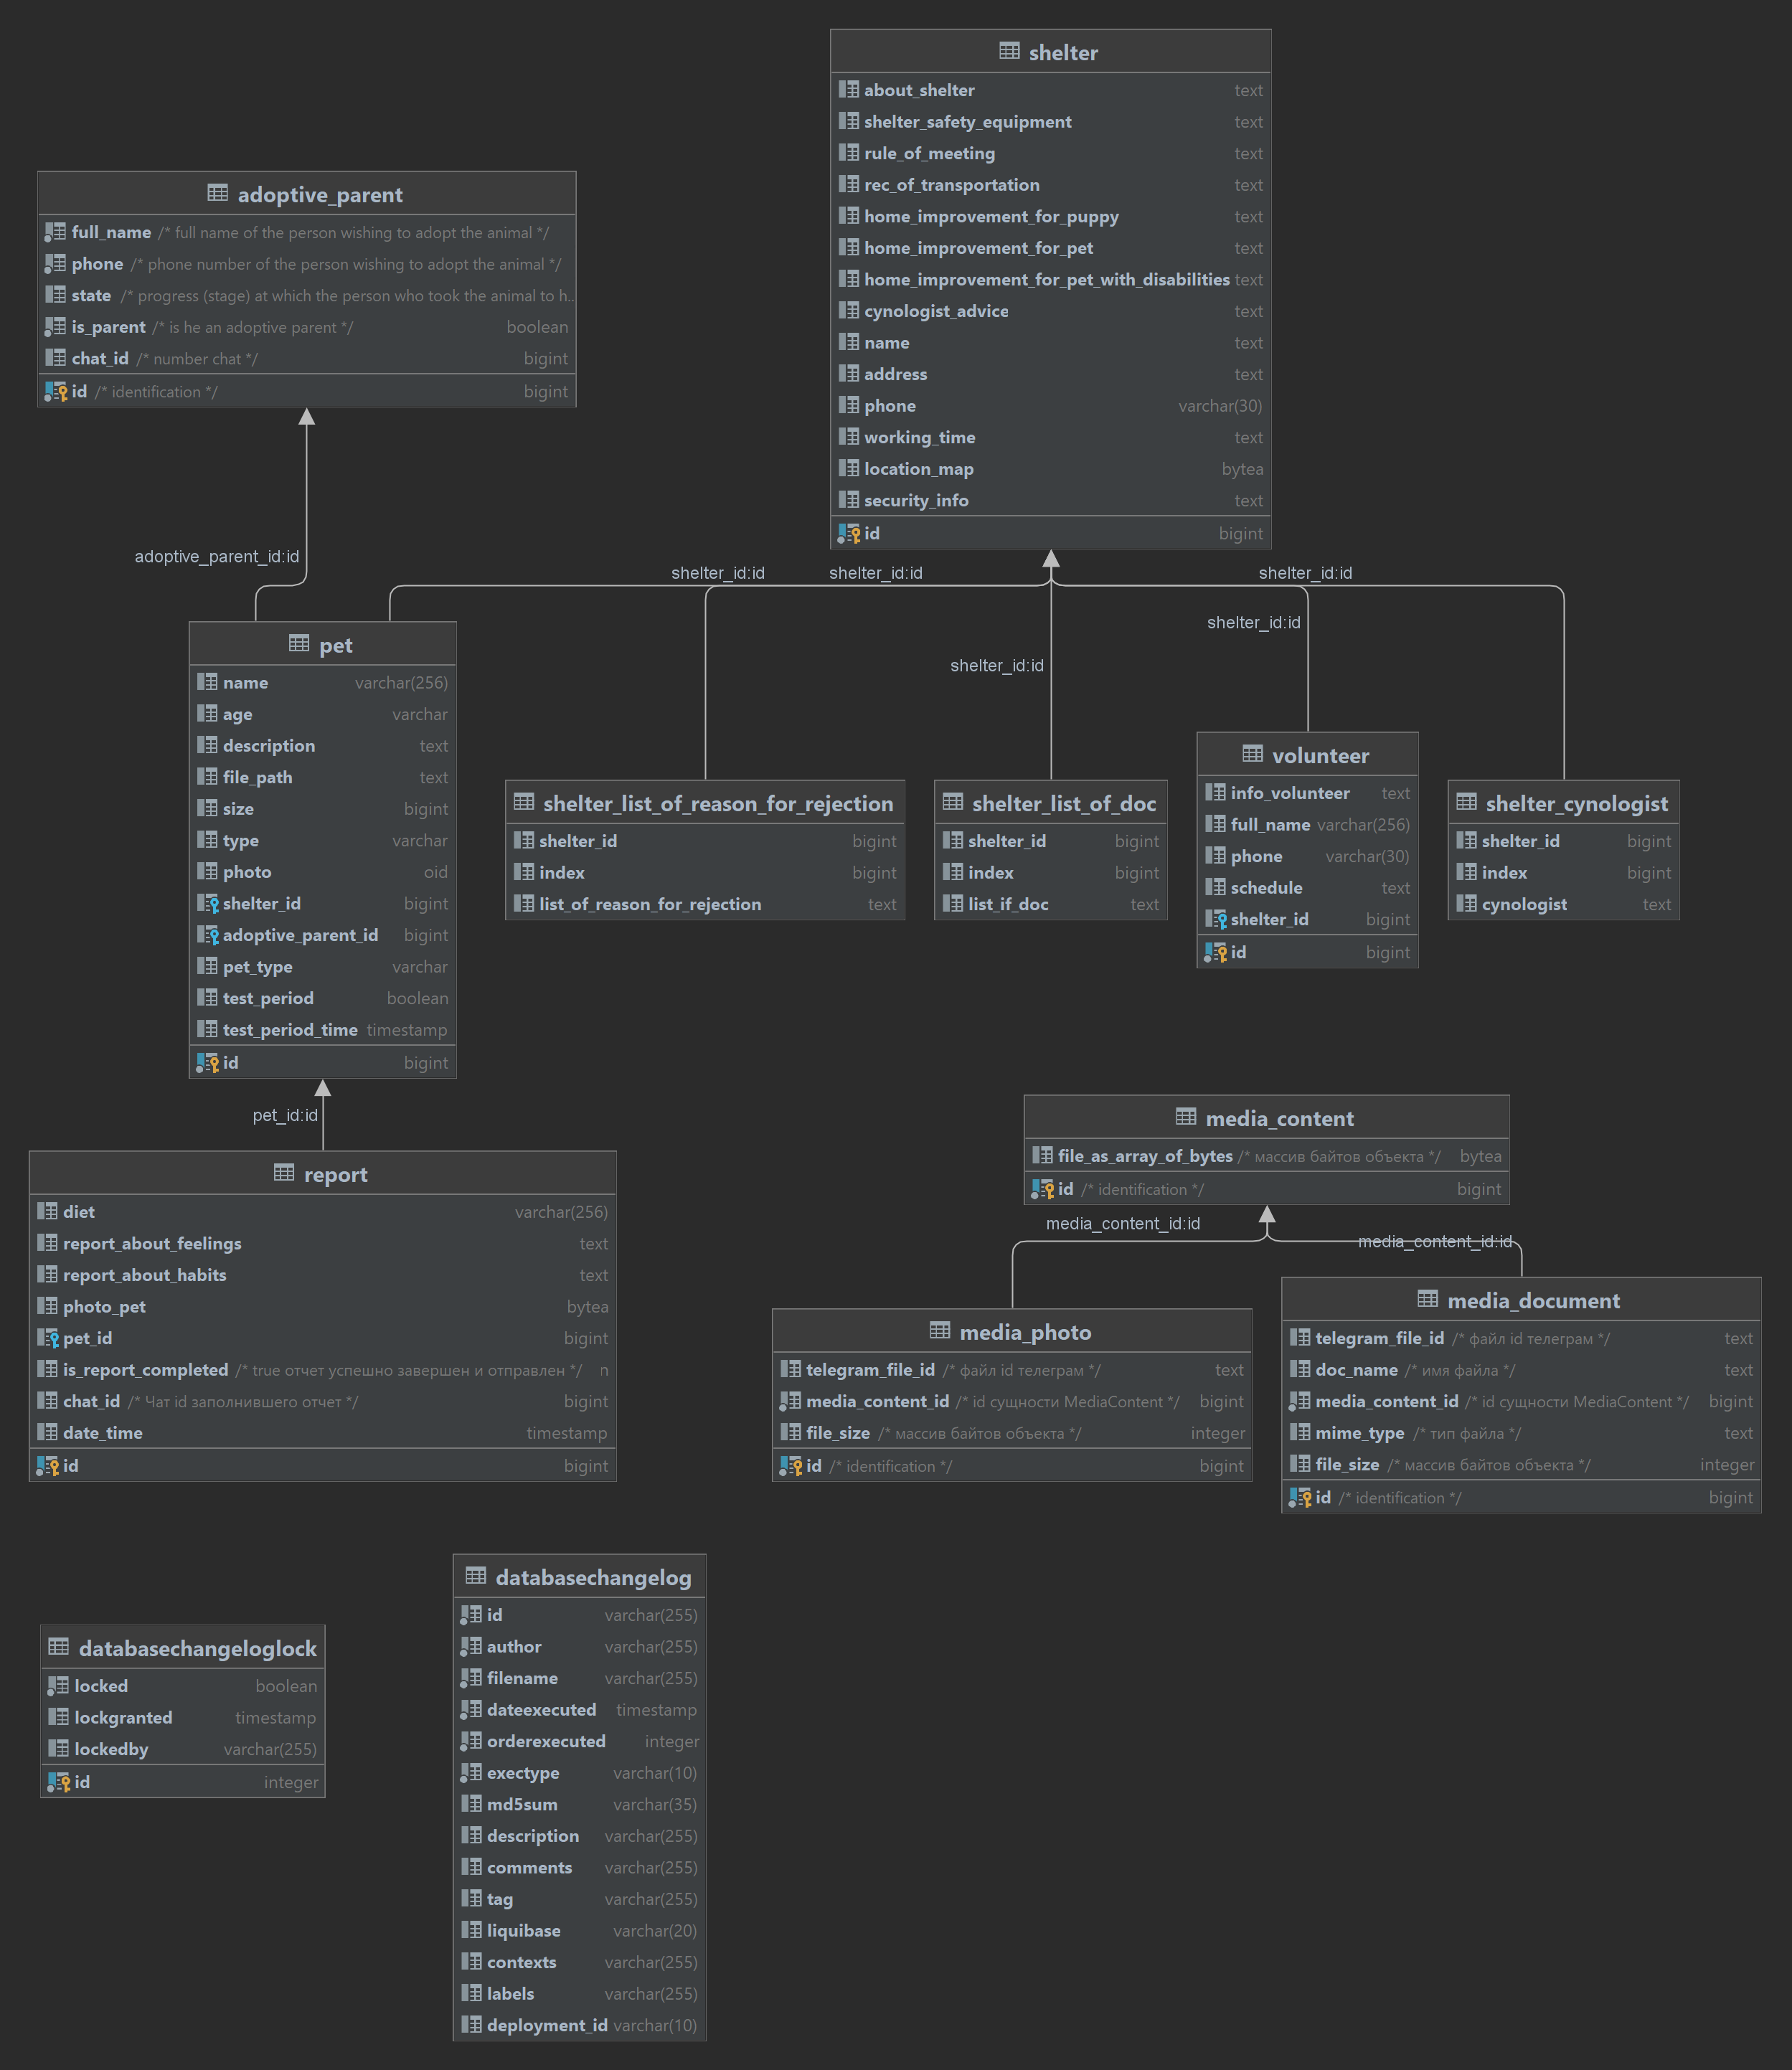 shelter
about_shelter text
shelter_safety_equipment text
rule_of_meeting text
rec_of_transportation text
home_improvement_for_puppy text
home_improvement_for_pet text
home_improvement_for_pet_with_disabilities text
cynologist_advice text
name text
address text
phone varchar(30)
working_time text
location_map bytea
security_info text
id bigint
adoptive_parent
full_name /* full name of the person wishing to adopt the animal */
phone /* phone number of the person wishing to adopt the animal */
state /* progress (stage) at which the person who took the animal to h...
is_parent /* is he an adoptive parent */ boolean
chat_id /* number chat */ bigint
id /* identification */ bigint
adoptive_parent_id:id
shelter_id:id
shelter_id:id
shelter_id:id
shelter_id:id
shelter_id:id
pet
name varchar(256)
age varchar
description text
file_path text
size bigint
type varchar
photo oid
shelter_id bigint
adoptive_parent_id bigint
pet_type varchar
test_period boolean
test_period_time timestamp
id bigint
shelter_list_of_reason_for_rejection
shelter_id bigint
index bigint
list_of_reason_for_rejection text
shelter_list_of_doc
shelter_id bigint
index bigint
list_if_doc text
volunteer
info_volunteer text
full_name varchar(256)
phone varchar(30)
schedule text
shelter_id bigint
id bigint
shelter_cynologist
shelter_id bigint
index bigint
cynologist text
pet_id:id
report
diet varchar(256)
report_about_feelings text
report_about_habits text
photo_pet bytea
pet_id bigint
is_report_completed /* true отчет успешно завершен и отправлен */ n
chat_id /* Чат id заполнившего отчет */ bigint
date_time timestamp
id bigint
media_content
file_as_array_of_bytes /* массив байтов объекта */ bytea
id /* identification */ bigint
media_content_id:id
media_content_id:id
media_photo
telegram_file_id /* файл id телеграм */ text
media_content_id /* id сущности MediaContent */ bigint
file_size /* массив байтов объекта */ integer
id /* identification */ bigint
media_document
telegram_file_id /* файл id телеграм */ text
doc_name /* имя файла */ text
media_content_id /* id сущности MediaContent */ bigint
mime_type /* тип файла */ text
file_size /* массив байтов объекта */ integer
id /* identification */ bigint
databasechangeloglock
locked boolean
lockgranted timestamp
lockedby varchar(255)
id integer
databasechangelog
id varchar(255)
author varchar(255)
filename varchar(255)
dateexecuted timestamp
orderexecuted integer
exectype varchar(10)
md5sum varchar(35)
description varchar(255)
comments varchar(255)
tag varchar(255)
liquibase varchar(20)
contexts varchar(255)
labels varchar(255)
deployment_id varchar(10)